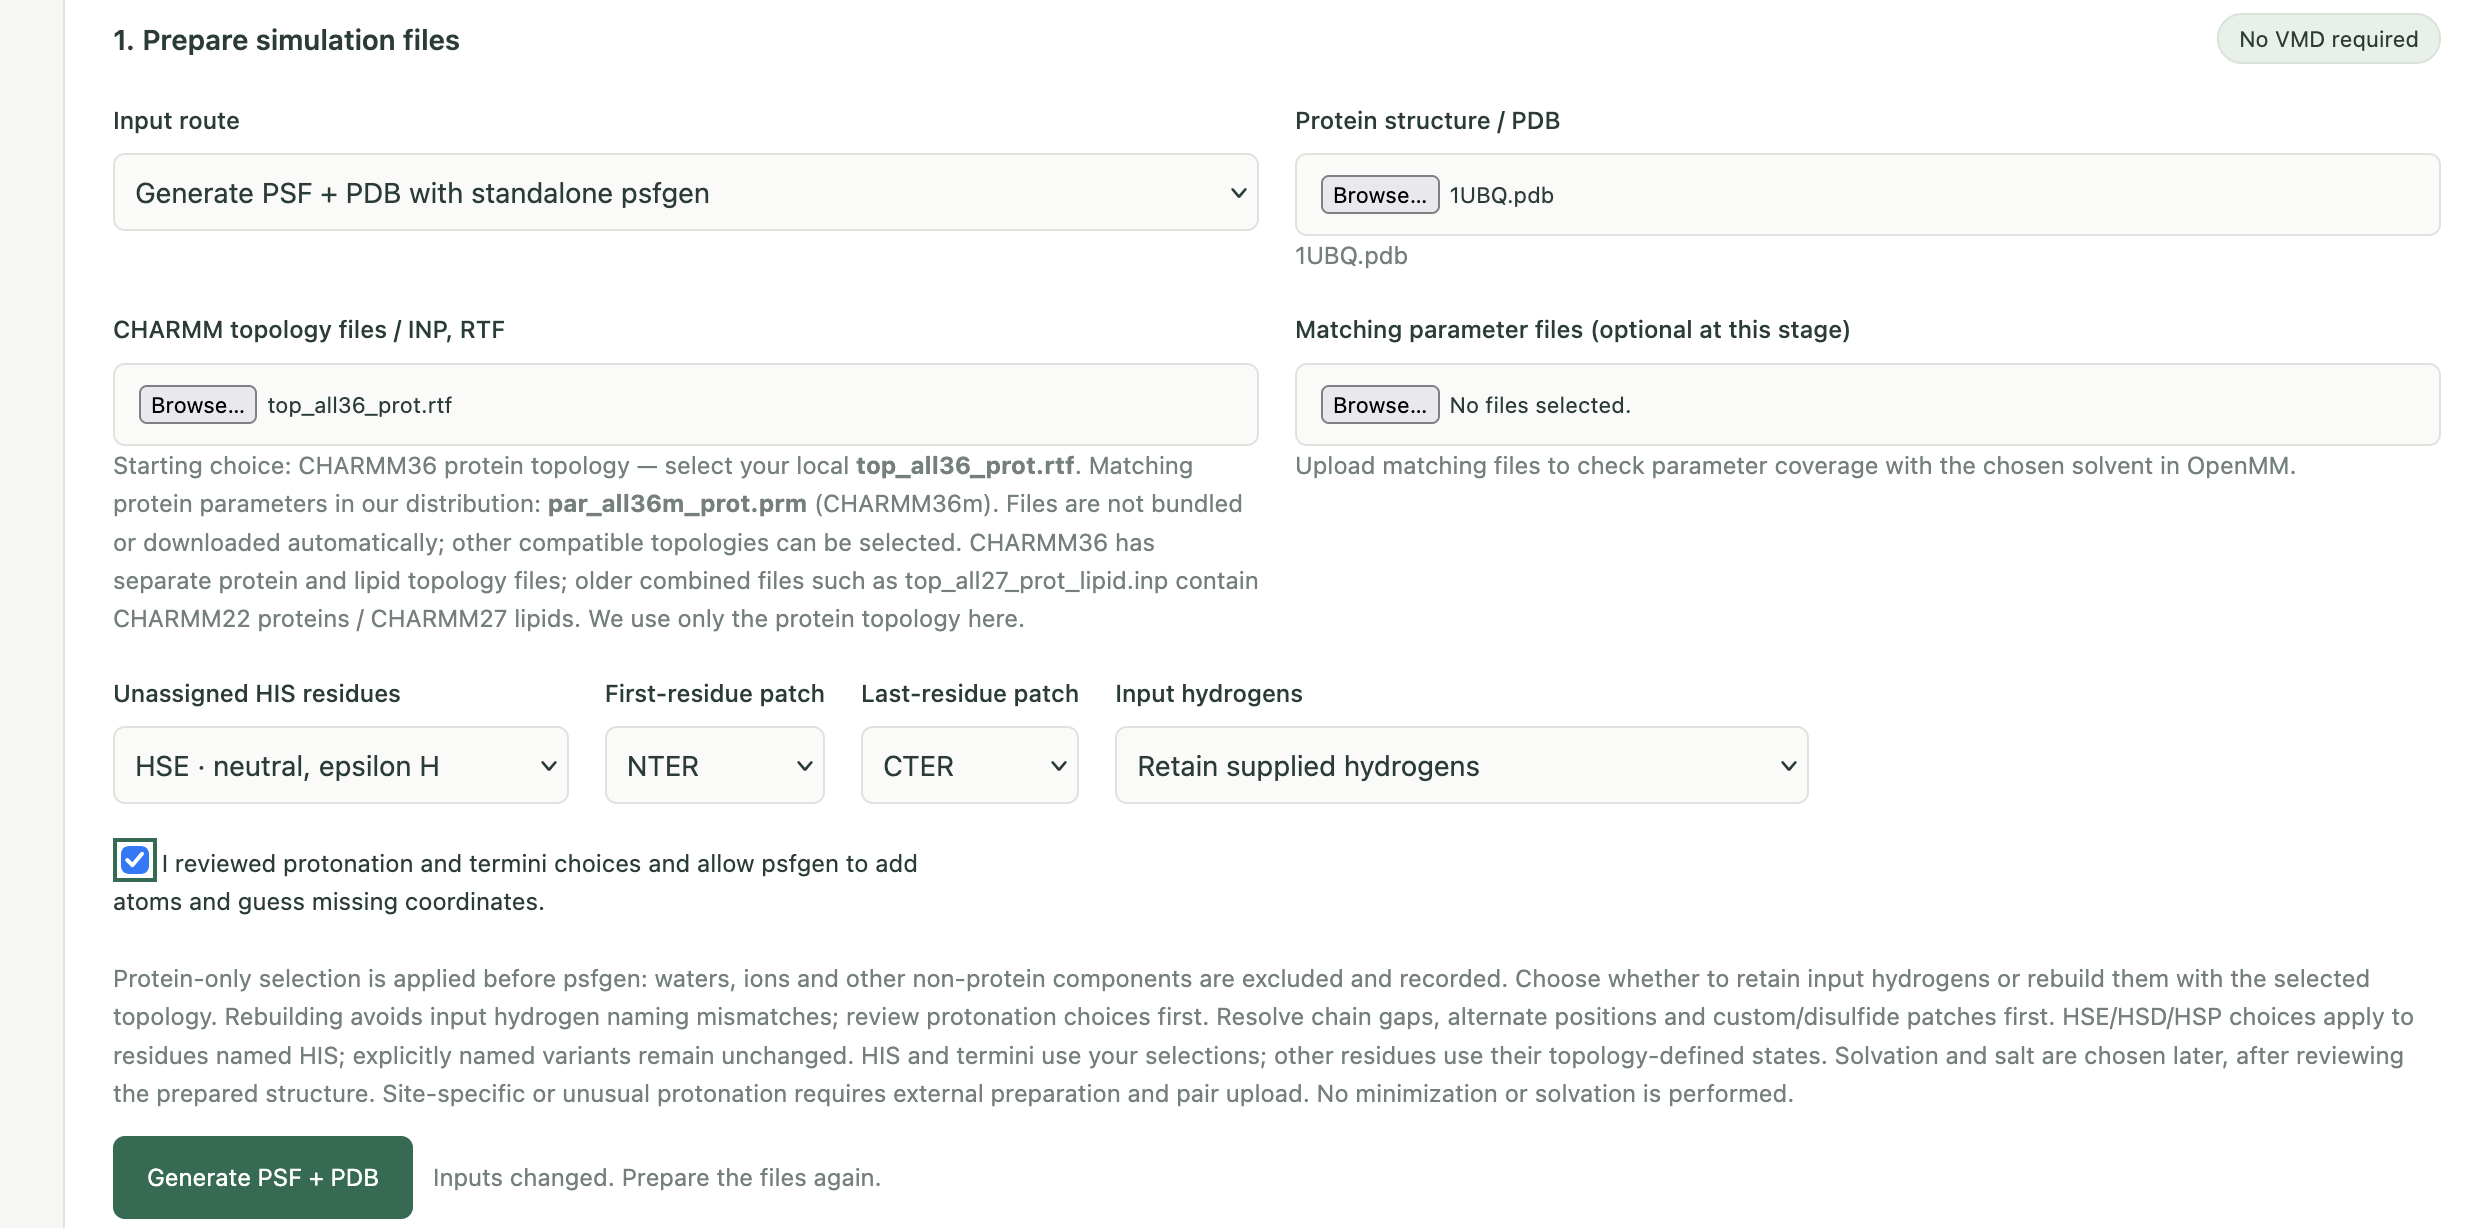 1. Prepare simulation files
No VMD required
Input route
Protein structure / PDB
Generate PSF + PDB with standalone psfgen
Browse... 1UBQ.pdb
1UBQ.pdb
CHARMM topology files / INP, RTF
Matching parameter files (optional at this stage)
Browse... top_all36_prot.rtf
Browse... No files selected.
Starting choice: CHARMM36 protein topology — select your local top_all36_prot.rtf. Matching
protein parameters in our distribution: par_all36m_prot.prm (CHARMM36m). Files are not bundled
or downloaded automatically; other compatible topologies can be selected. CHARMM36 has
separate protein and lipid topology files; older combined files such as top_all27_prot_lipid.inp contain
CHARMM22 proteins / CHARMM27 lipids. We use only the protein topology here.
Upload matching files to check parameter coverage with the chosen solvent in OpenMM.
Unassigned HIS residues
First-residue patch
Last-residue patch
Input hydrogens
HSE · neutral, epsilon H
NTER
CTER
Retain supplied hydrogens
I reviewed protonation and termini choices and allow psfgen to add
atoms and guess missing coordinates.
Protein-only selection is applied before psfgen: waters, ions and other non-protein components are excluded and recorded. Choose whether to retain input hydrogens or rebuild them with the selected
topology. Rebuilding avoids input hydrogen naming mismatches; review protonation choices first. Resolve chain gaps, alternate positions and custom/disulfide patches first. HSE/HSD/HSP choices apply to
residues named HIS; explicitly named variants remain unchanged. HIS and termini use your selections; other residues use their topology-defined states. Solvation and salt are chosen later, after reviewing
the prepared structure. Site-specific or unusual protonation requires external preparation and pair upload. No minimization or solvation is performed.
Generate PSF + PDB
Inputs changed. Prepare the files again.